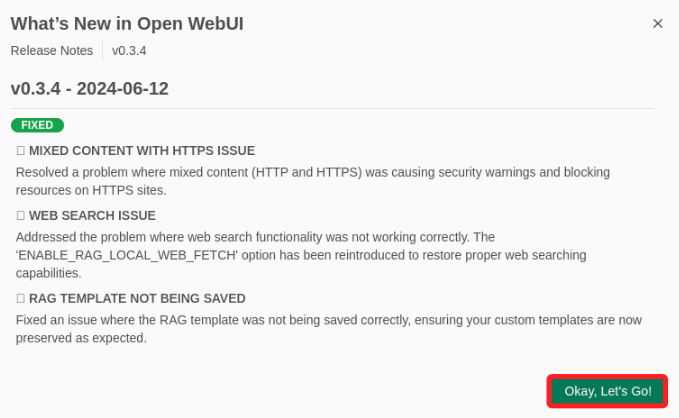 What's New in Open WebUI
×
Release Notes v0.3.4
v0.3.4 - 2024-06-12
FIXED
MIXED CONTENT WITH HTTPS ISSUE
Resolved a problem where mixed content (HTTP and HTTPS) was causing security warnings and blocking
resources on HTTPS sites.
WEB SEARCH ISSUE
Addressed the problem where web search functionality was not working correctly. The
'ENABLE_RAG_LOCAL_WEB_FETCH' option has been reintroduced to restore proper web searching
capabilities.
RAG TEMPLATE NOT BEING SAVED
Fixed an issue where the RAG template was not being saved correctly, ensuring your custom templates are now
preserved as expected.
Okay, Let's Go!